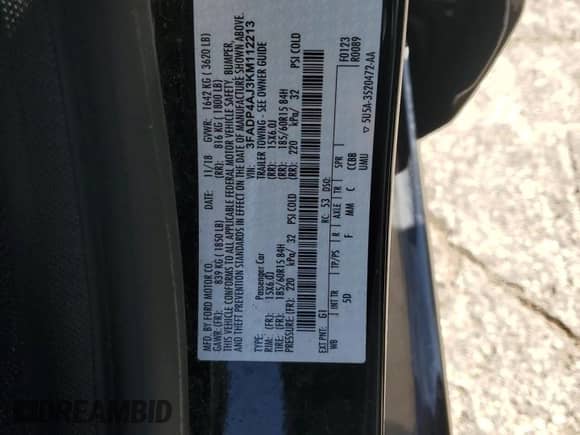 MFD. BY FORD MOTOR CO.
DATE: 11/18 GVWR: 1642 KG ( 3620 LB)
GAWR: (FR): 839 KG ( 1850 LB) (RR): 816 KG ( 1800 LB)
THIS VEHICLE CONFORMS TO ALL APPLICABLE FEDERAL MOTOR VEHICLE SAFETY, BUMPER,
AND THEFT PREVENTION STANDARDS IN EFFECT ON THE DATE OF MANUFACTURE SHOWN ABOVE.
VIN: 3FADP4AJ3KM112213
TYPE: Passenger Car TRAILER TOWING - SEE OWNER GUIDE
RIM: (FR): 15X6.0J (RR): 15X6.0J
TIRE: (FR): 185/60R15 84H (RR): 185/60R15 84H
PRESSURE: (FR): 220 kPa/ 32 PSI COLD (RR): 220 kPa/ 32 PSI COLD
EXT PNT: G1 RC: 53 DSO: F0123
R0089
WB INT TR TP/PS R AXLE TR SPR
5D F MM C CCBB UMU
5U5A-3520472-AA
DREAMBID